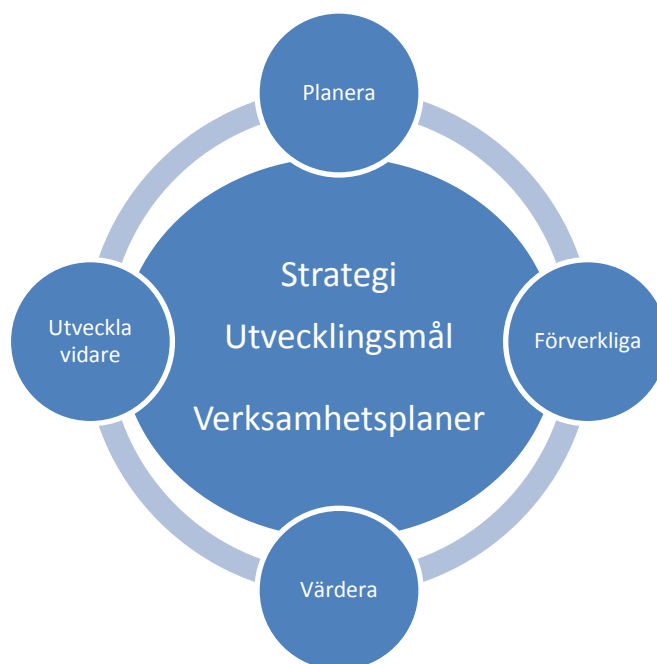 Planera
Strategi
Utvecklingsmål
Verksamhetsplaner
Utveckla
vidare
Förverkliga
Värdera